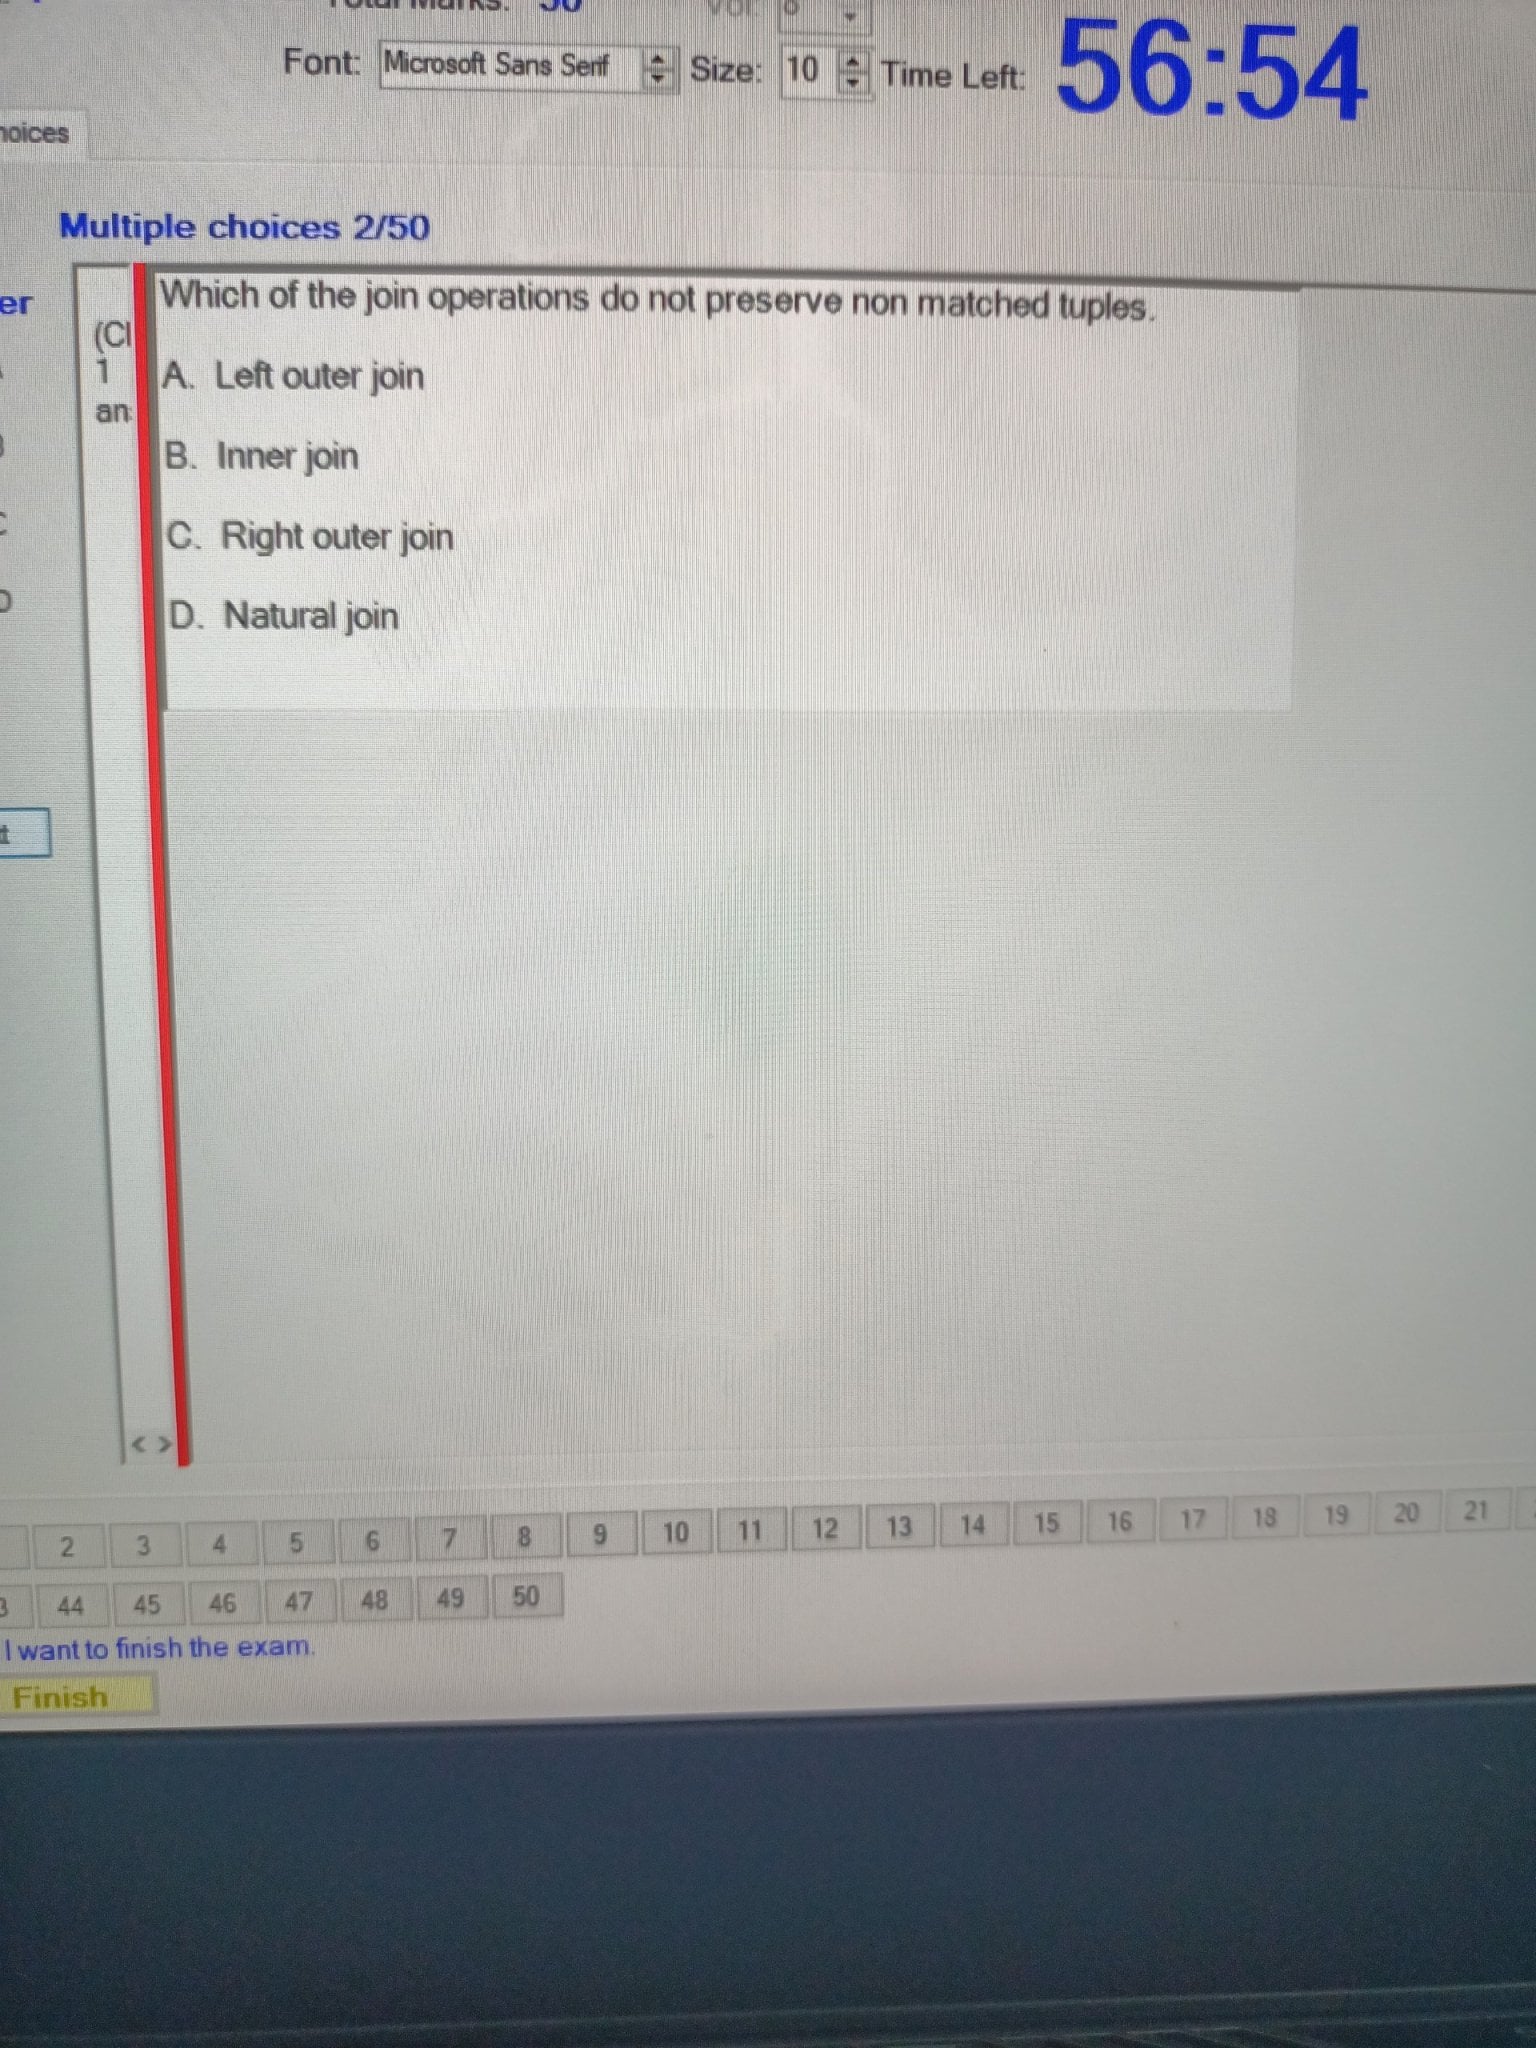 50
Font: Microsoft Sans Serif Size: 10 Time Left: 56:54
Multiple choices 2/50
Which of the join operations do not preserve non matched tuples.
(Cl
1
an
A. Left outer join
B. Inner join
C. Right outer join
D. Natural join
< >
2 3 4 5 6 7 8 9 10 11 12 13 14 15 16 17 18 19 20 21
44 45 46 47 48 49 50
I want to finish the exam.
Finish